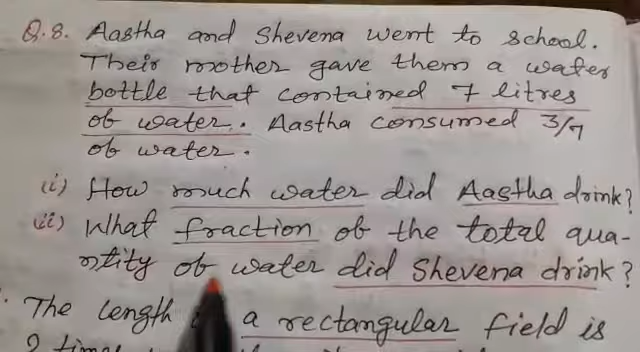 Q.8. Aastha and Shevena went to school.
Their mother gave them a water
bottle that contained 7 litres
of water. Aastha consumed 3/7
of water.
(i) How much water did Aastha drink?
(ii) What fraction of the total qua-
ntity of water did Shevena drink?
The length a rectangular field is
2 times